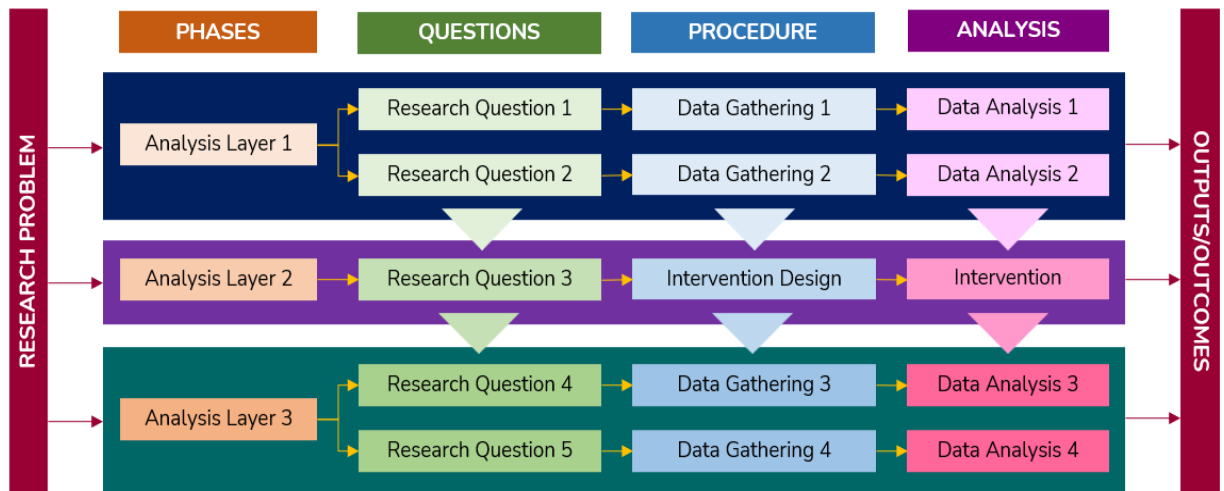 PHASES
QUESTIONS
PROCEDURE
ANALYSIS
RESEARCH PROBLEM
Analysis Layer 1
Research Question 1
Data Gathering 1
Data Analysis 1
Research Question 2
Data Gathering 2
Data Analysis 2
Analysis Layer 2
Research Question 3
Intervention Design
Intervention
Analysis Layer 3
Research Question 4
Data Gathering 3
Data Analysis 3
Research Question 5
Data Gathering 4
Data Analysis 4
OUTPUTS/OUTCOMES